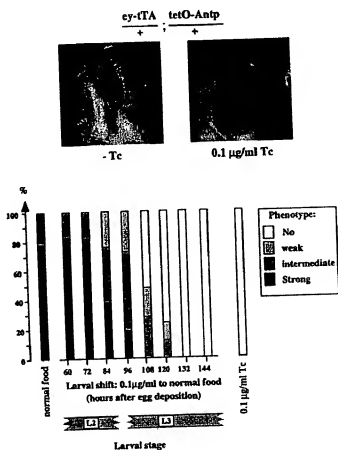 ey-tTA ; tetO-Antp
+ +
- Tc
0.1 µg/ml Tc
%
100
80
60
40
20
0
normal food
60 72 84 96 108 120 132 144
0.1µg/ml Tc
Larval shift: 0.1µg/ml to normal food
(hours after egg deposition)
L2 L3
Larval stage
Phenotype:
No
weak
intermediate
Strong